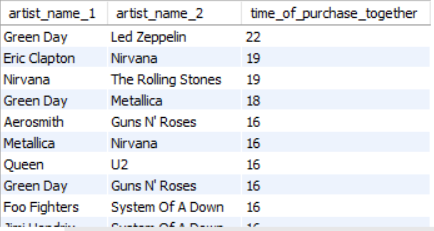 artist_name_1 artist_name_2 time_of_purchase_together
Green Day Led Zeppelin 22
Eric Clapton Nirvana 19
Nirvana The Rolling Stones 19
Green Day Metallica 18
Aerosmith Guns N' Roses 16
Metallica Nirvana 16
Queen U2 16
Green Day Guns N' Roses 16
Foo Fighters System Of A Down 16
Jimi Hendrix System Of A Down 16